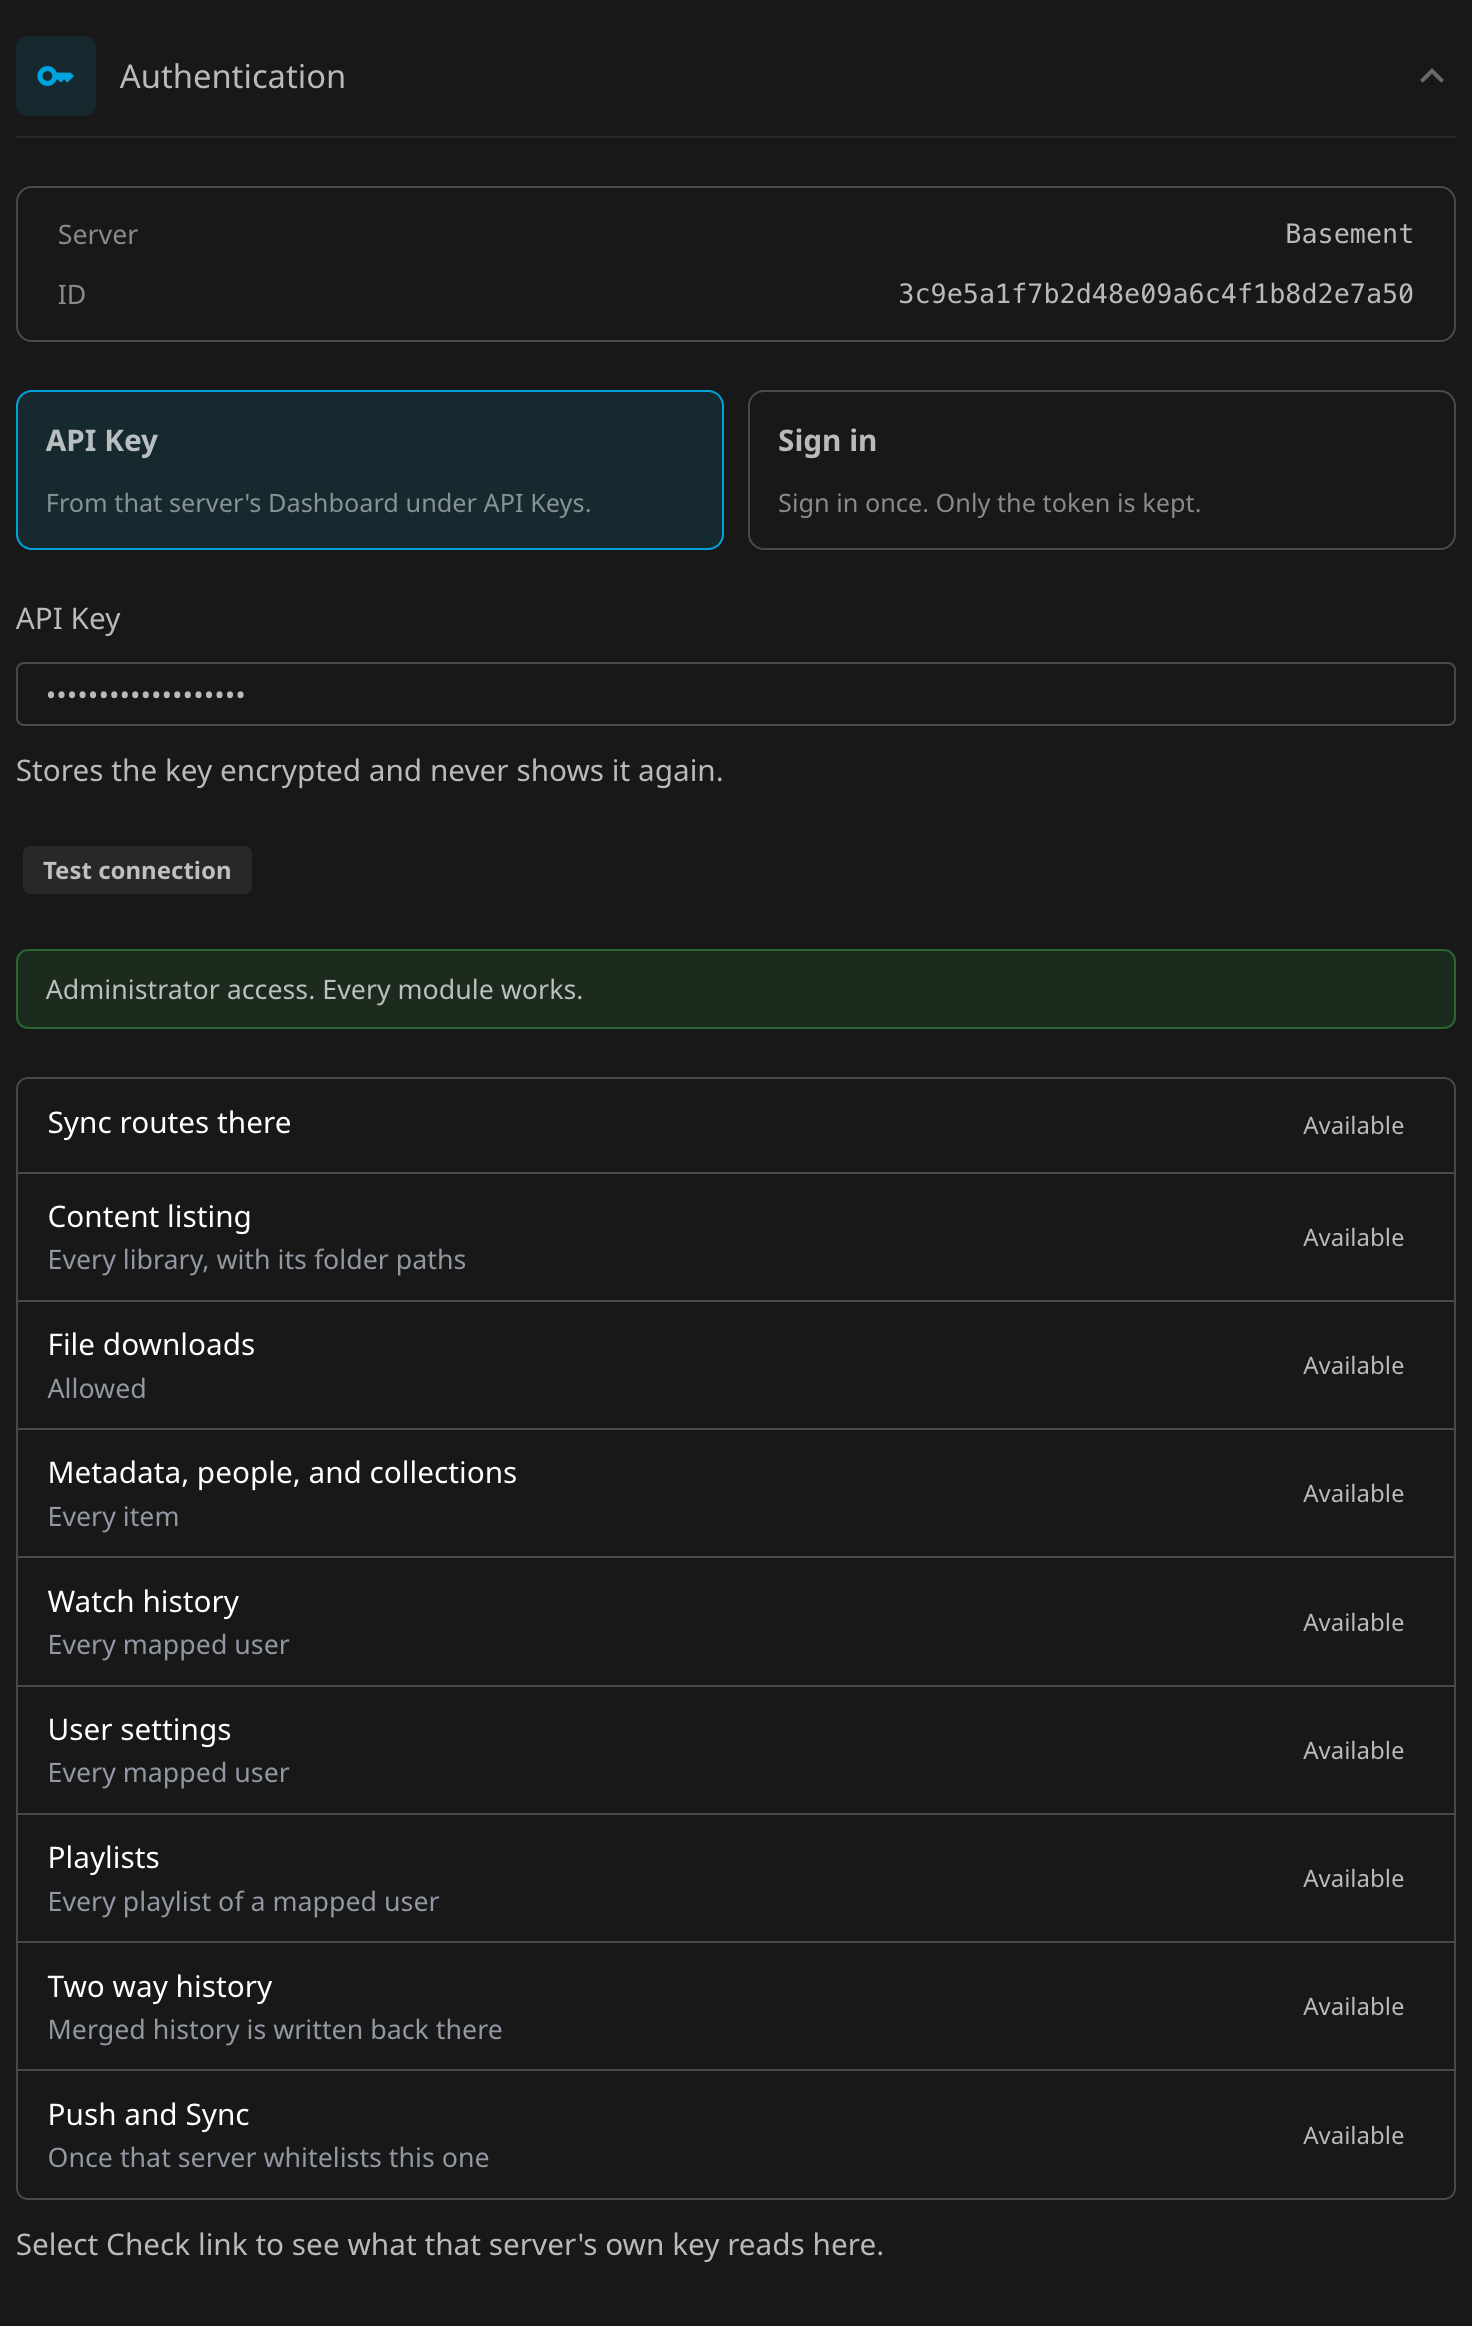 Authentication
Server
Basement
ID
3c9e5a1f7b2d48e09a6c4f1b8d2e7a50
API Key
From that server's Dashboard under API Keys.
Sign in
Sign in once. Only the token is kept.
API Key
•••••••••••••••••••
Stores the key encrypted and never shows it again.
Test connection
Administrator access. Every module works.
Sync routes there
Available
Content listing
Every library, with its folder paths
Available
File downloads
Allowed
Available
Metadata, people, and collections
Every item
Available
Watch history
Every mapped user
Available
User settings
Every mapped user
Available
Playlists
Every playlist of a mapped user
Available
Two way history
Merged history is written back there
Available
Push and Sync
Once that server whitelists this one
Available
Select Check link to see what that server's own key reads here.